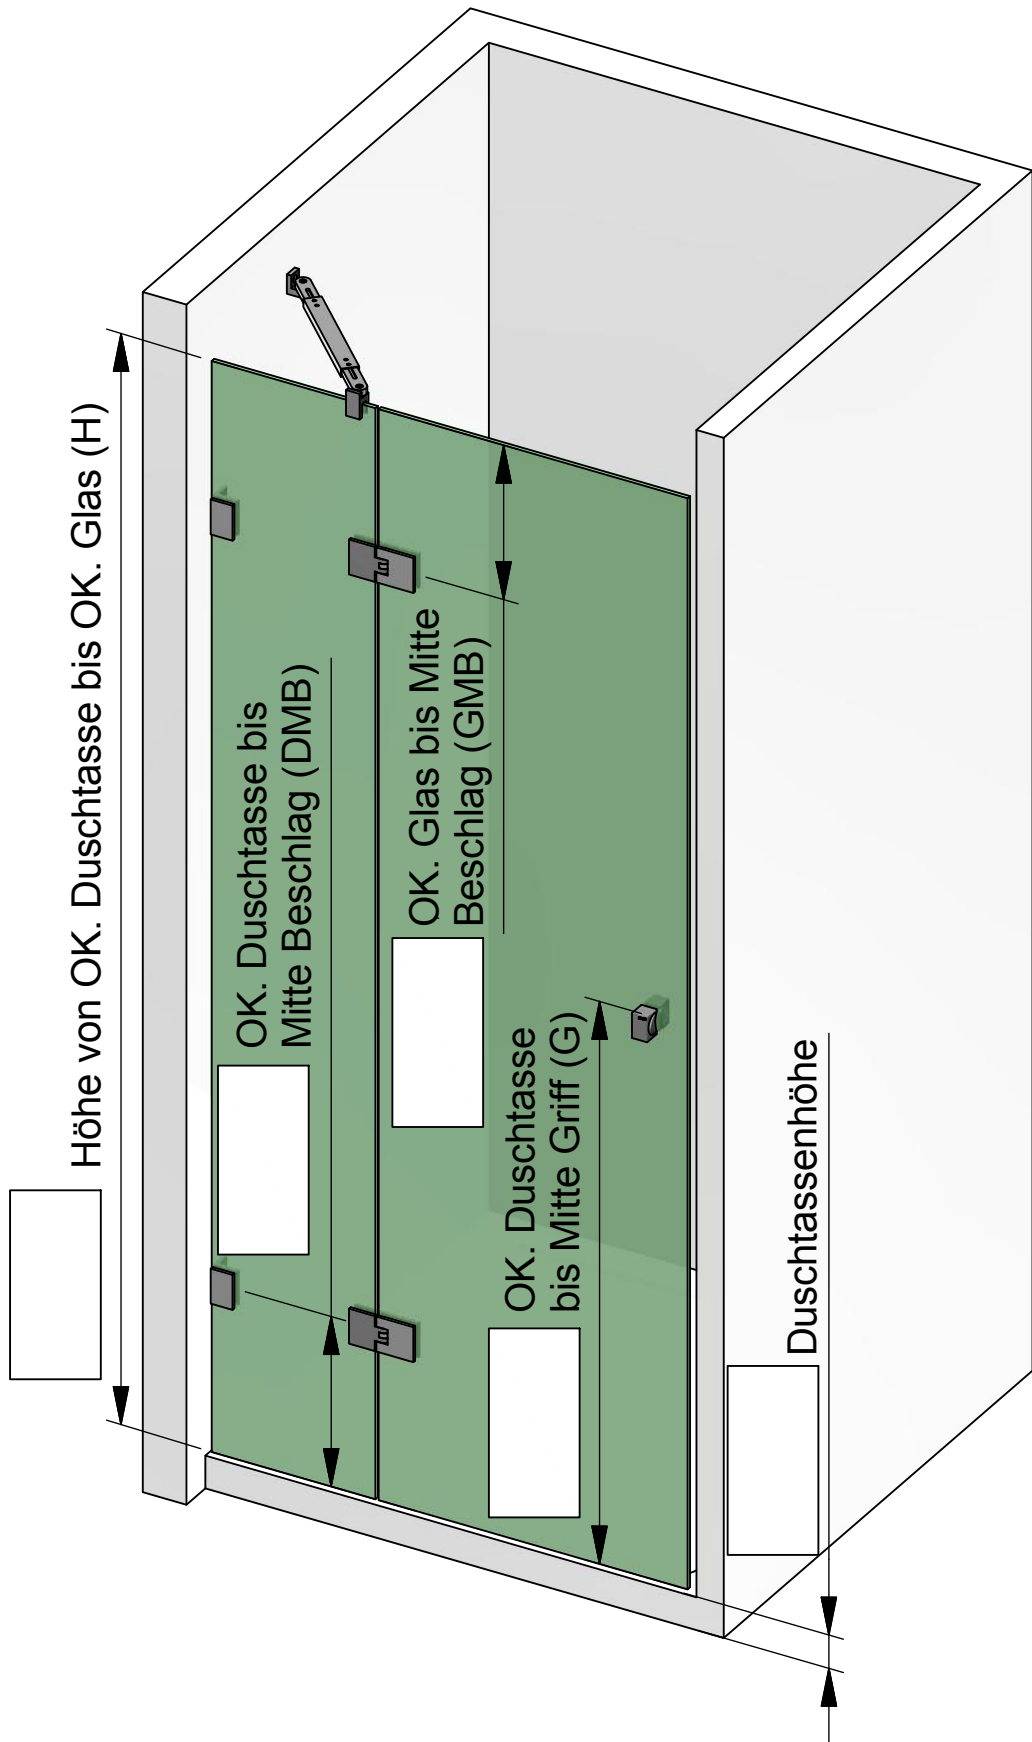 Höhe von OK. Duschtasse bis OK. Glas (H)
OK. Duschtasse bis
Mitte Beschlag (DMB)
OK. Glas bis Mitte
Beschlag (GMB)
OK. Duschtasse
bis Mitte Griff (G)
Duschtassenhöhe